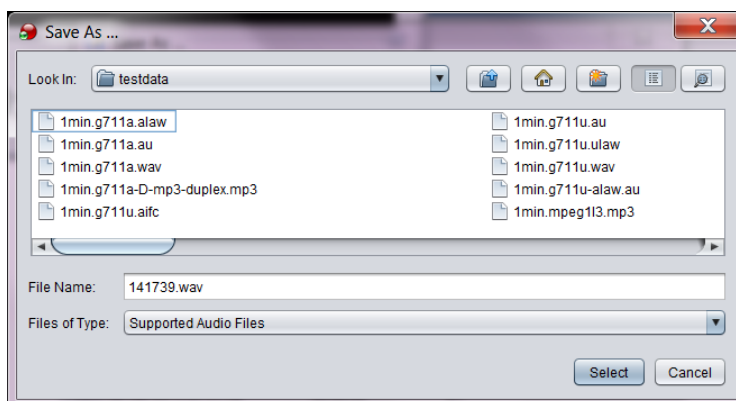 Save As ...
Look In: testdata
1min.g711a.alaw
1min.g711a.au
1min.g711a.wav
1min.g711a-D-mp3-duplex.mp3
1min.g711u.aifc
1min.g711u.au
1min.g711u.ulaw
1min.g711u.wav
1min.g711u-alaw.au
1min.mpeg1l3.mp3
File Name: 141739.wav
Files of Type: Supported Audio Files
Select Cancel